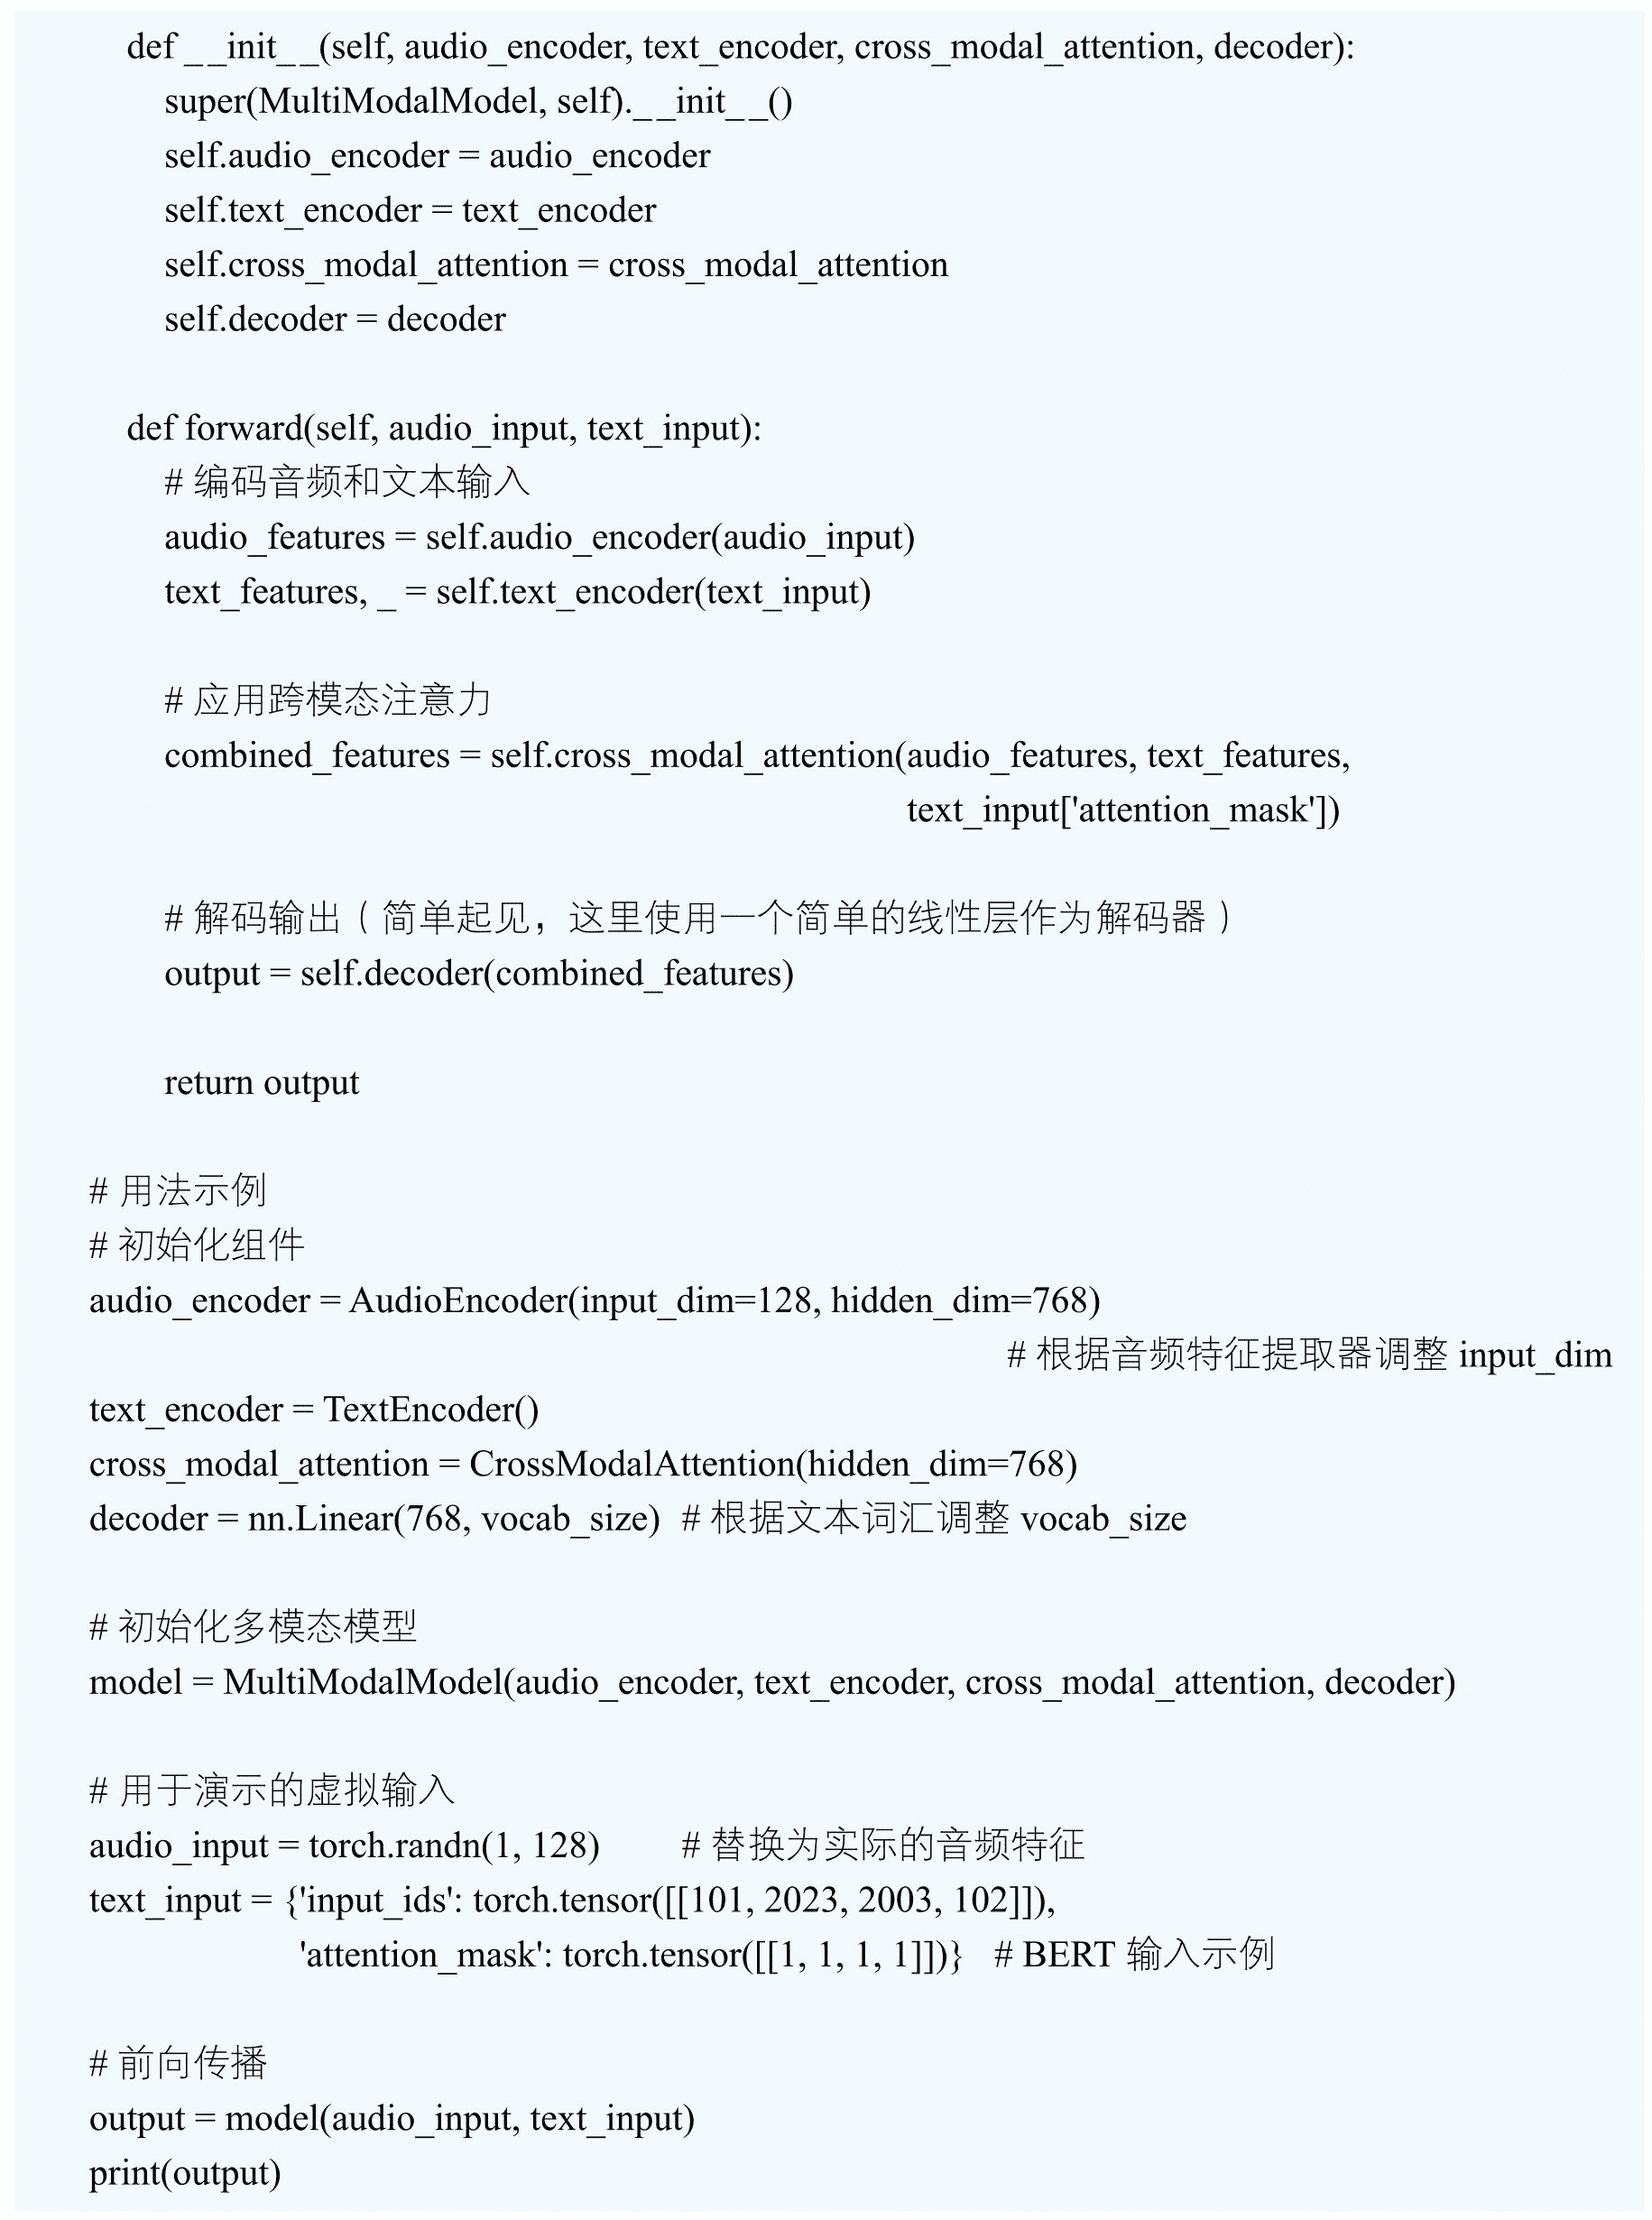 def __init__(self, audio_encoder, text_encoder, cross_modal_attention, decoder):
super(MultiModalModel, self).__init__()
self.audio_encoder = audio_encoder
self.text_encoder = text_encoder
self.cross_modal_attention = cross_modal_attention
self.decoder = decoder
def forward(self, audio_input, text_input):
# 编码音频和文本输入
audio_features = self.audio_encoder(audio_input)
text_features, _ = self.text_encoder(text_input)
# 应用跨模态注意力
combined_features = self.cross_modal_attention(audio_features, text_features,
text_input['attention_mask'])
# 解码输出（简单起见，这里使用一个简单的线性层作为解码器）
output = self.decoder(combined_features)
return output
# 用法示例
# 初始化组件
audio_encoder = AudioEncoder(input_dim=128, hidden_dim=768)
# 根据音频特征提取器调整 input_dim
text_encoder = TextEncoder()
cross_modal_attention = CrossModalAttention(hidden_dim=768)
decoder = nn.Linear(768, vocab_size) # 根据文本词汇调整 vocab_size
# 初始化多模态模型
model = MultiModalModel(audio_encoder, text_encoder, cross_modal_attention, decoder)
# 用于演示的虚拟输入
audio_input = torch.randn(1, 128) # 替换为实际的音频特征
text_input = {'input_ids': torch.tensor([[101, 2023, 2003, 102]]),
'attention_mask': torch.tensor([[1, 1, 1, 1]])} # BERT 输入示例
# 前向传播
output = model(audio_input, text_input)
print(output)